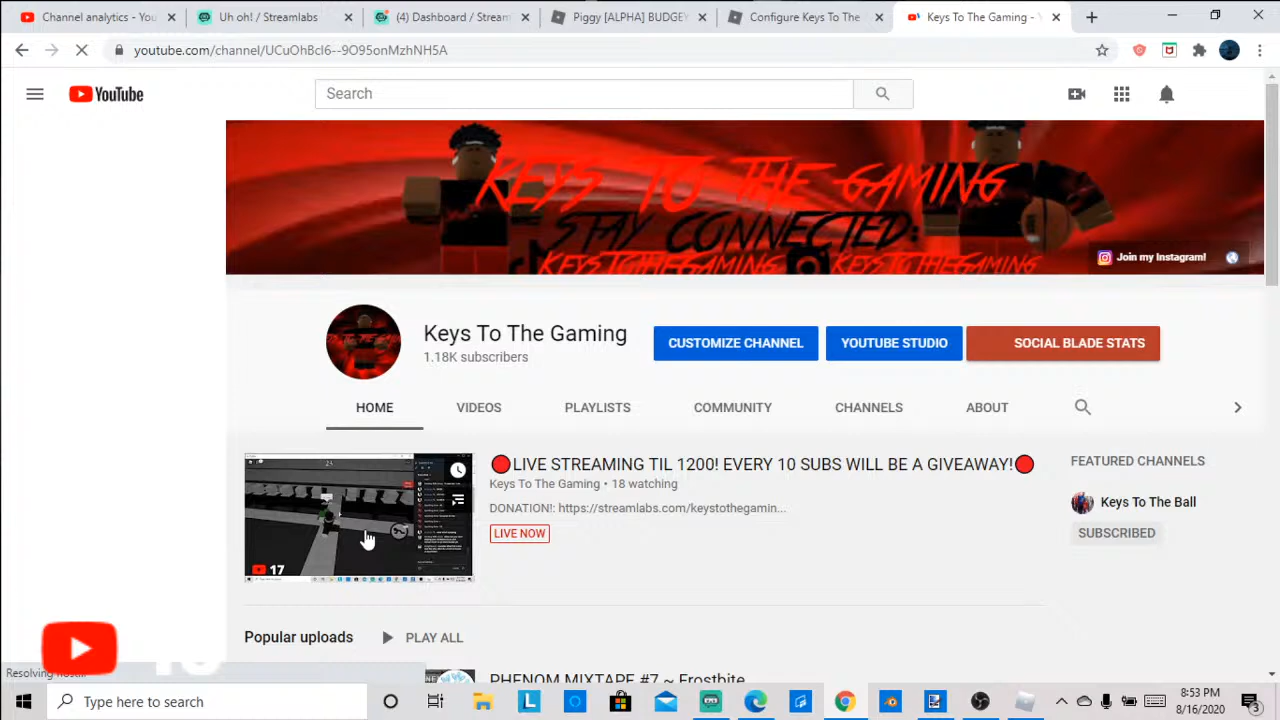 Channel analytics - You
Uh oh! / Streamlabs
(4) Dashboard / Stream
Piggy [ALPHA] BUDGE
Configure Keys To The
Keys To The Gaming - Y
youtube.com/channel/UCuOhBcI6--9O95onMzhNH5A
YouTube
Search
KEYS TO THE GAMING
STAY CONNECTED:
KEYSTOTHEGAMING
KEYSTOTHEGAMING
Join my Instagram!
Keys To The Gaming
1.18K subscribers
CUSTOMIZE CHANNEL
YOUTUBE STUDIO
SOCIAL BLADE STATS
HOME
VIDEOS
PLAYLISTS
COMMUNITY
CHANNELS
ABOUT
🔴LIVE STREAMING TIL 1200! EVERY 10 SUBS WILL BE A GIVEAWAY!🔴
Keys To The Gaming • 18 watching
DONATION!: https://streamlabs.com/keystothegamin...
LIVE NOW
17
FEATURED CHANNELS
Keys To The Ball
SUBSCRIBED
Popular uploads
PLAY ALL
PHENOM MIXTAPE #7 ~ Frostbite
Resolving host...
Type here to search
8:53 PM
8/16/2020
3